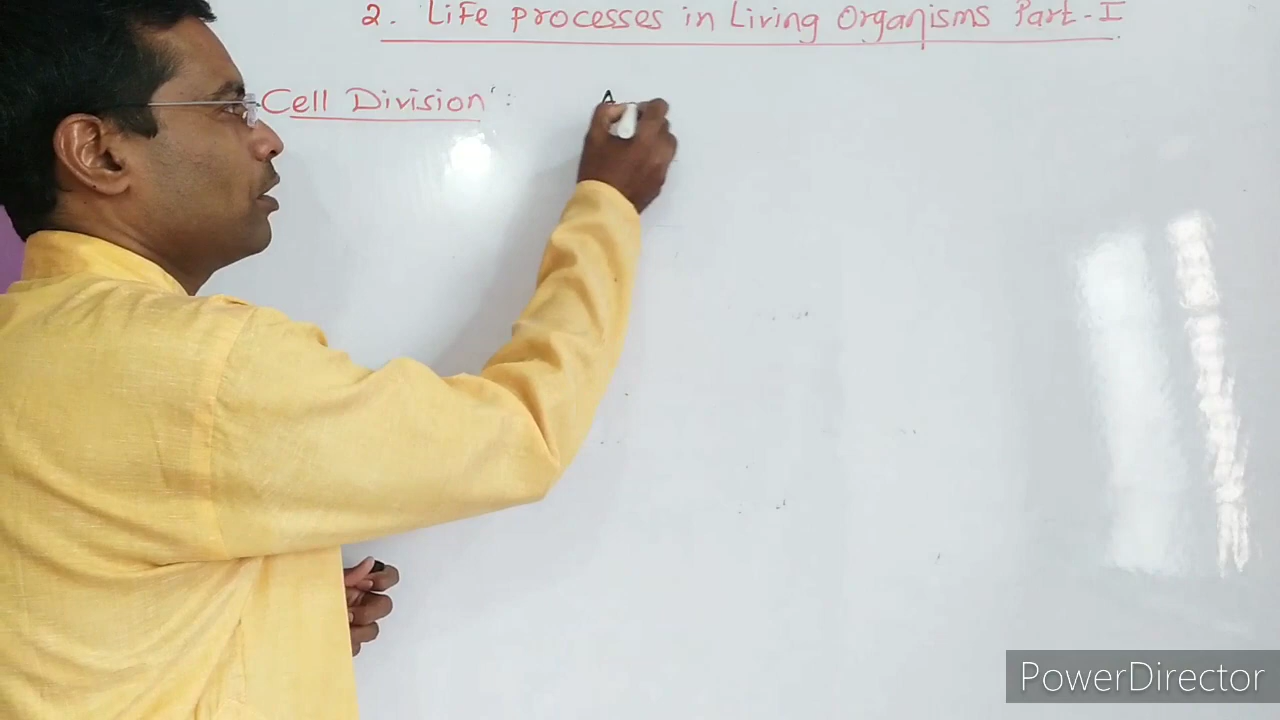 2. Life processes in Living Organisms Part-I
Cell Division :
A
PowerDirector